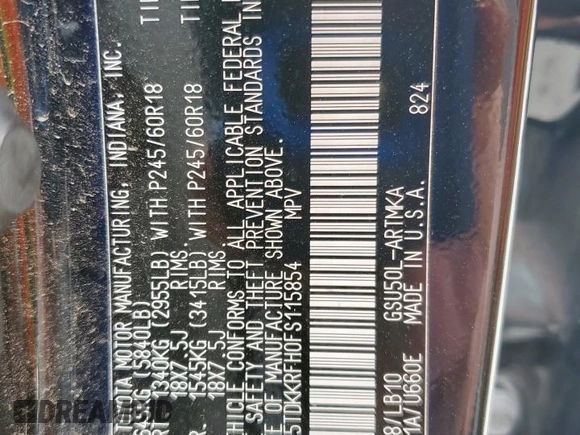 TOYOTA MOTOR MANUFACTURING, INDIANA, INC.
KG (5840LB)
1340KG (2955LB) WITH P245/60R18
18X7.5J RIMS,
1545KG (3415LB) WITH P245/60R18
18X7.5J RIMS,
VEHICLE CONFORMS TO ALL APPLICABLE FEDERAL
SAFETY AND THEFT PREVENTION STANDARDS IN
OF MANUFACTURE SHOWN ABOVE.
5TDKKRFH0FS115854 MPV
/LB10 GSU50L-ARTMKA 824
/U660E MADE IN U.S.A.
DREAMBID